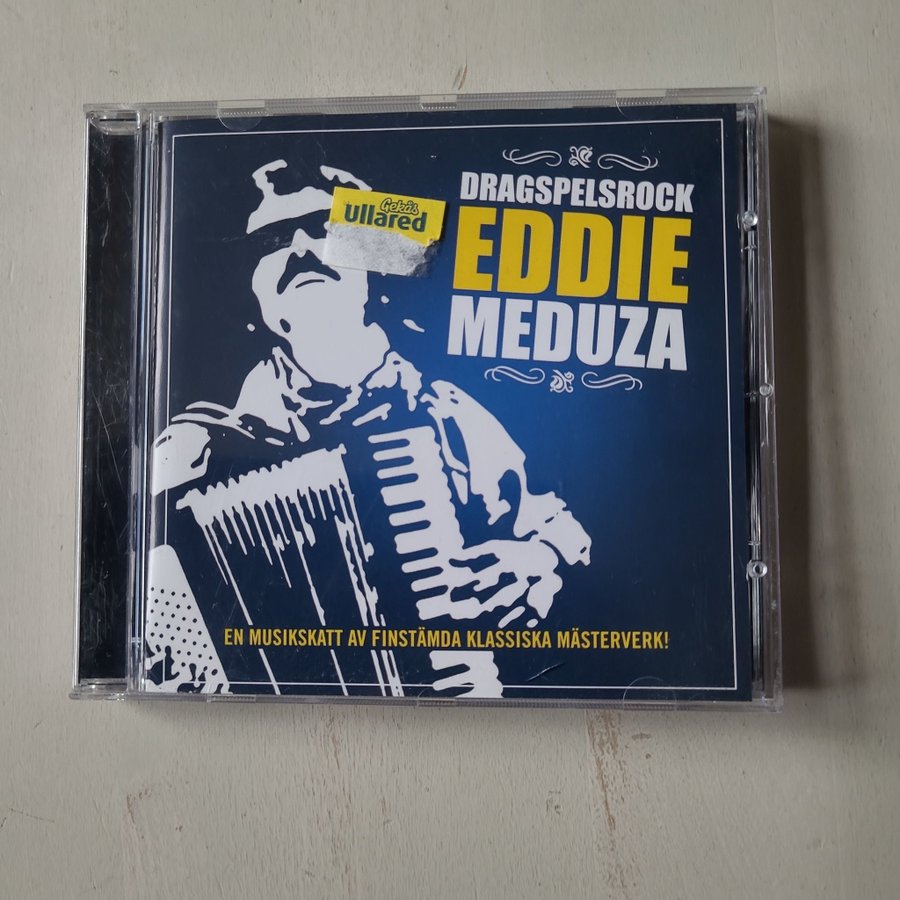 DRAGSPELSROCK
EDDIE
MEDUZA
Gekås
Ullared
EN MUSIKSKATT AV FINSTÄMDA KLASSISKA MÄSTERVERK!